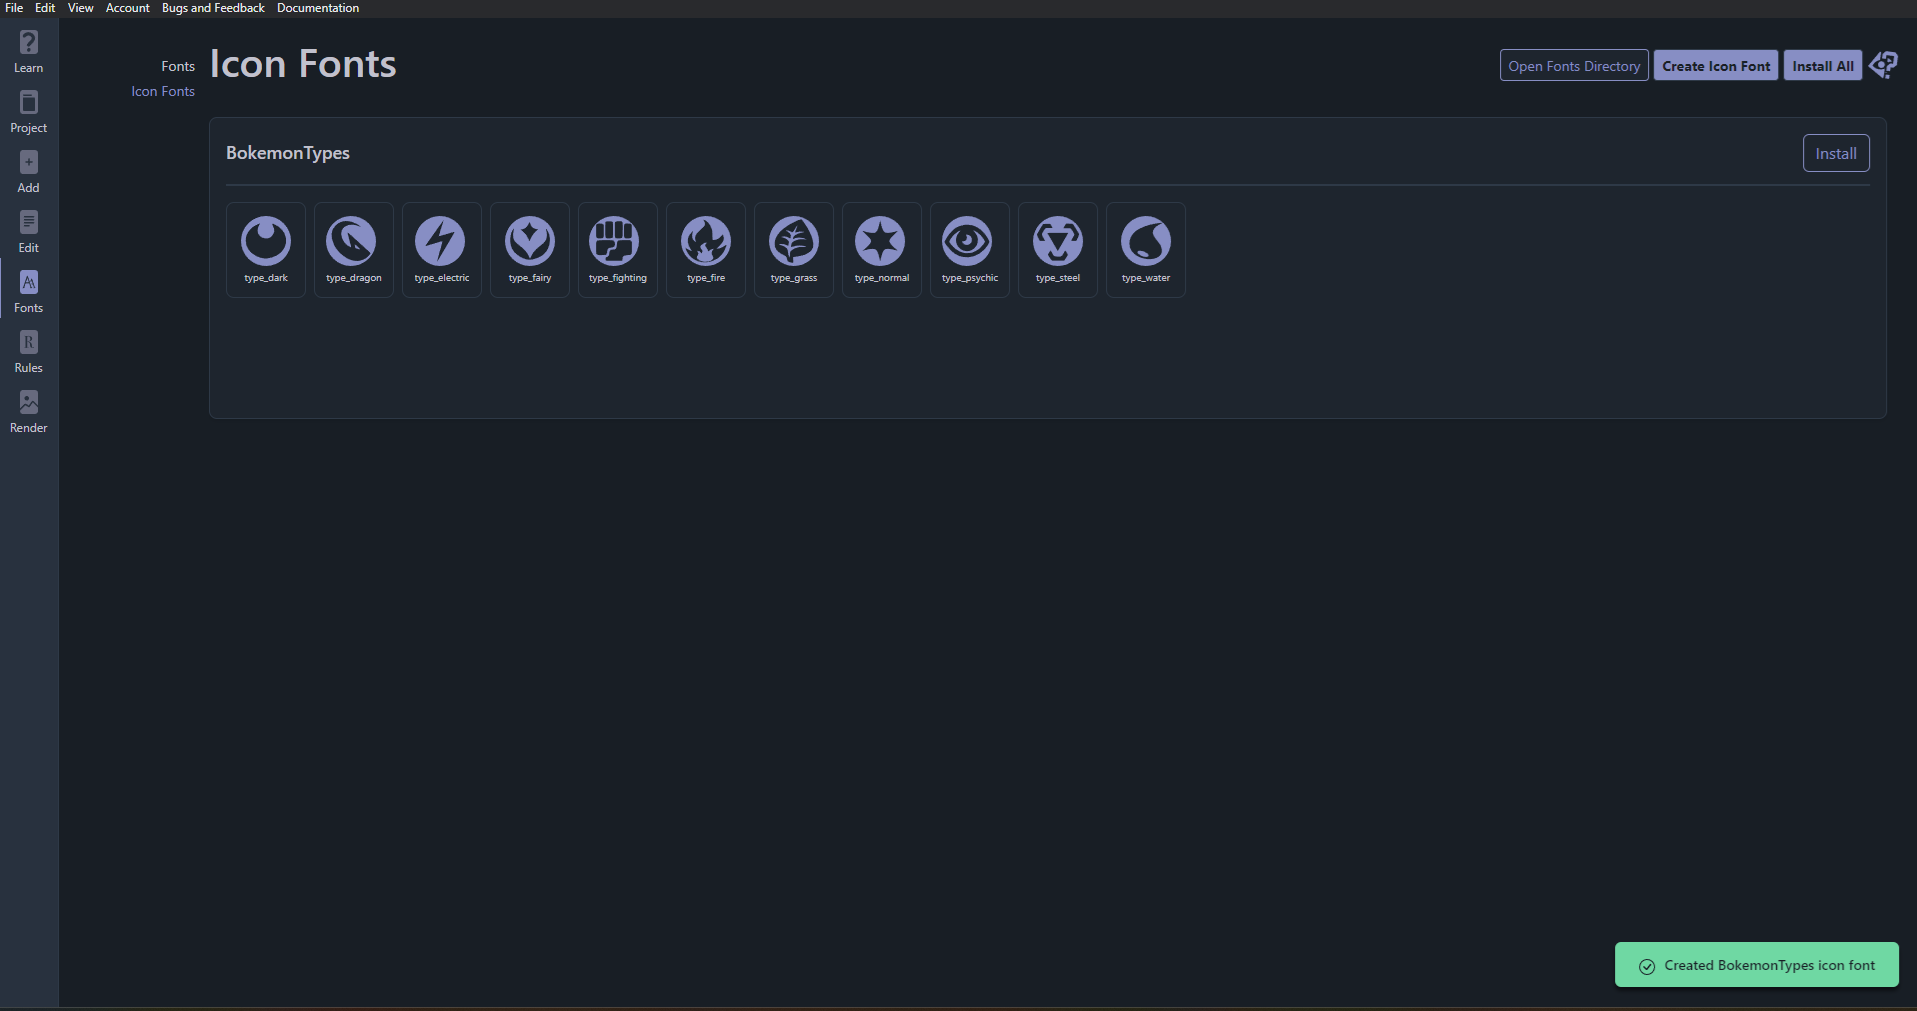 File Edit View Account Bugs and Feedback Documentation
Learn
Project
Add
Edit
Fonts
Rules
Render
Fonts
Icon Fonts
Icon Fonts
Open Fonts Directory
Create Icon Font
Install All
BokemonTypes
Install
type_dark
type_dragon
type_electric
type_fairy
type_fighting
type_fire
type_grass
type_normal
type_psychic
type_steel
type_water
Created BokemonTypes icon font